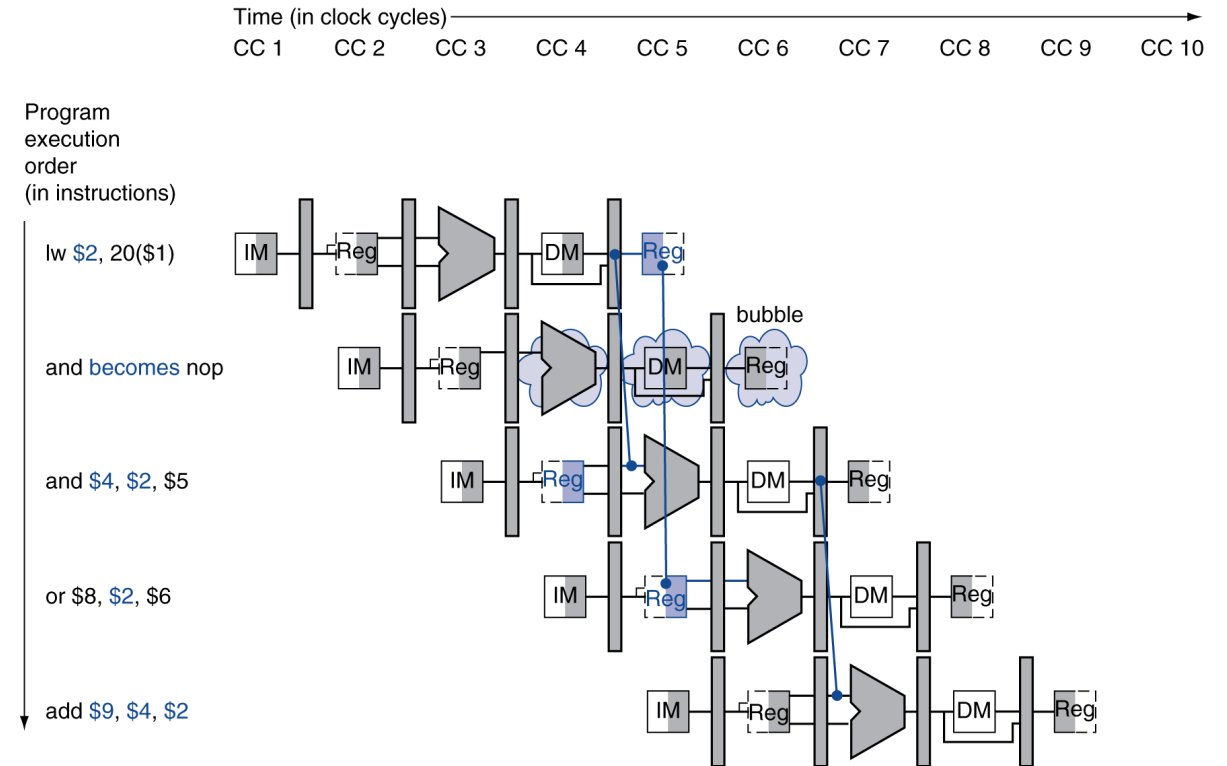 Time (in clock cycles)
CC 1 CC 2 CC 3 CC 4 CC 5 CC 6 CC 7 CC 8 CC 9 CC 10
Program
execution
order
(in instructions)
lw $2, 20($1) IM Reg DM Reg
bubble
and becomes nop IM Reg DM Reg
and $4, $2, $5 IM Reg DM Reg
or $8, $2, $6 IM Reg DM Reg
add $9, $4, $2 IM Reg DM Reg